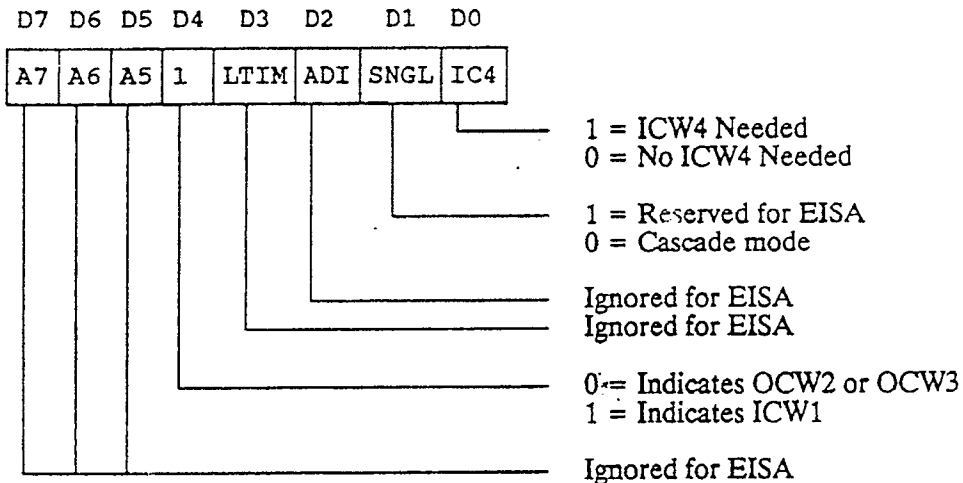 D7 D6 D5 D4 D3 D2 D1 D0
A7 A6 A5 1 LTIM ADI SNGL IC4
1 = ICW4 Needed
0 = No ICW4 Needed
1 = Reserved for EISA
0 = Cascade mode
Ignored for EISA
Ignored for EISA
0 = Indicates OCW2 or OCW3
1 = Indicates ICW1
Ignored for EISA